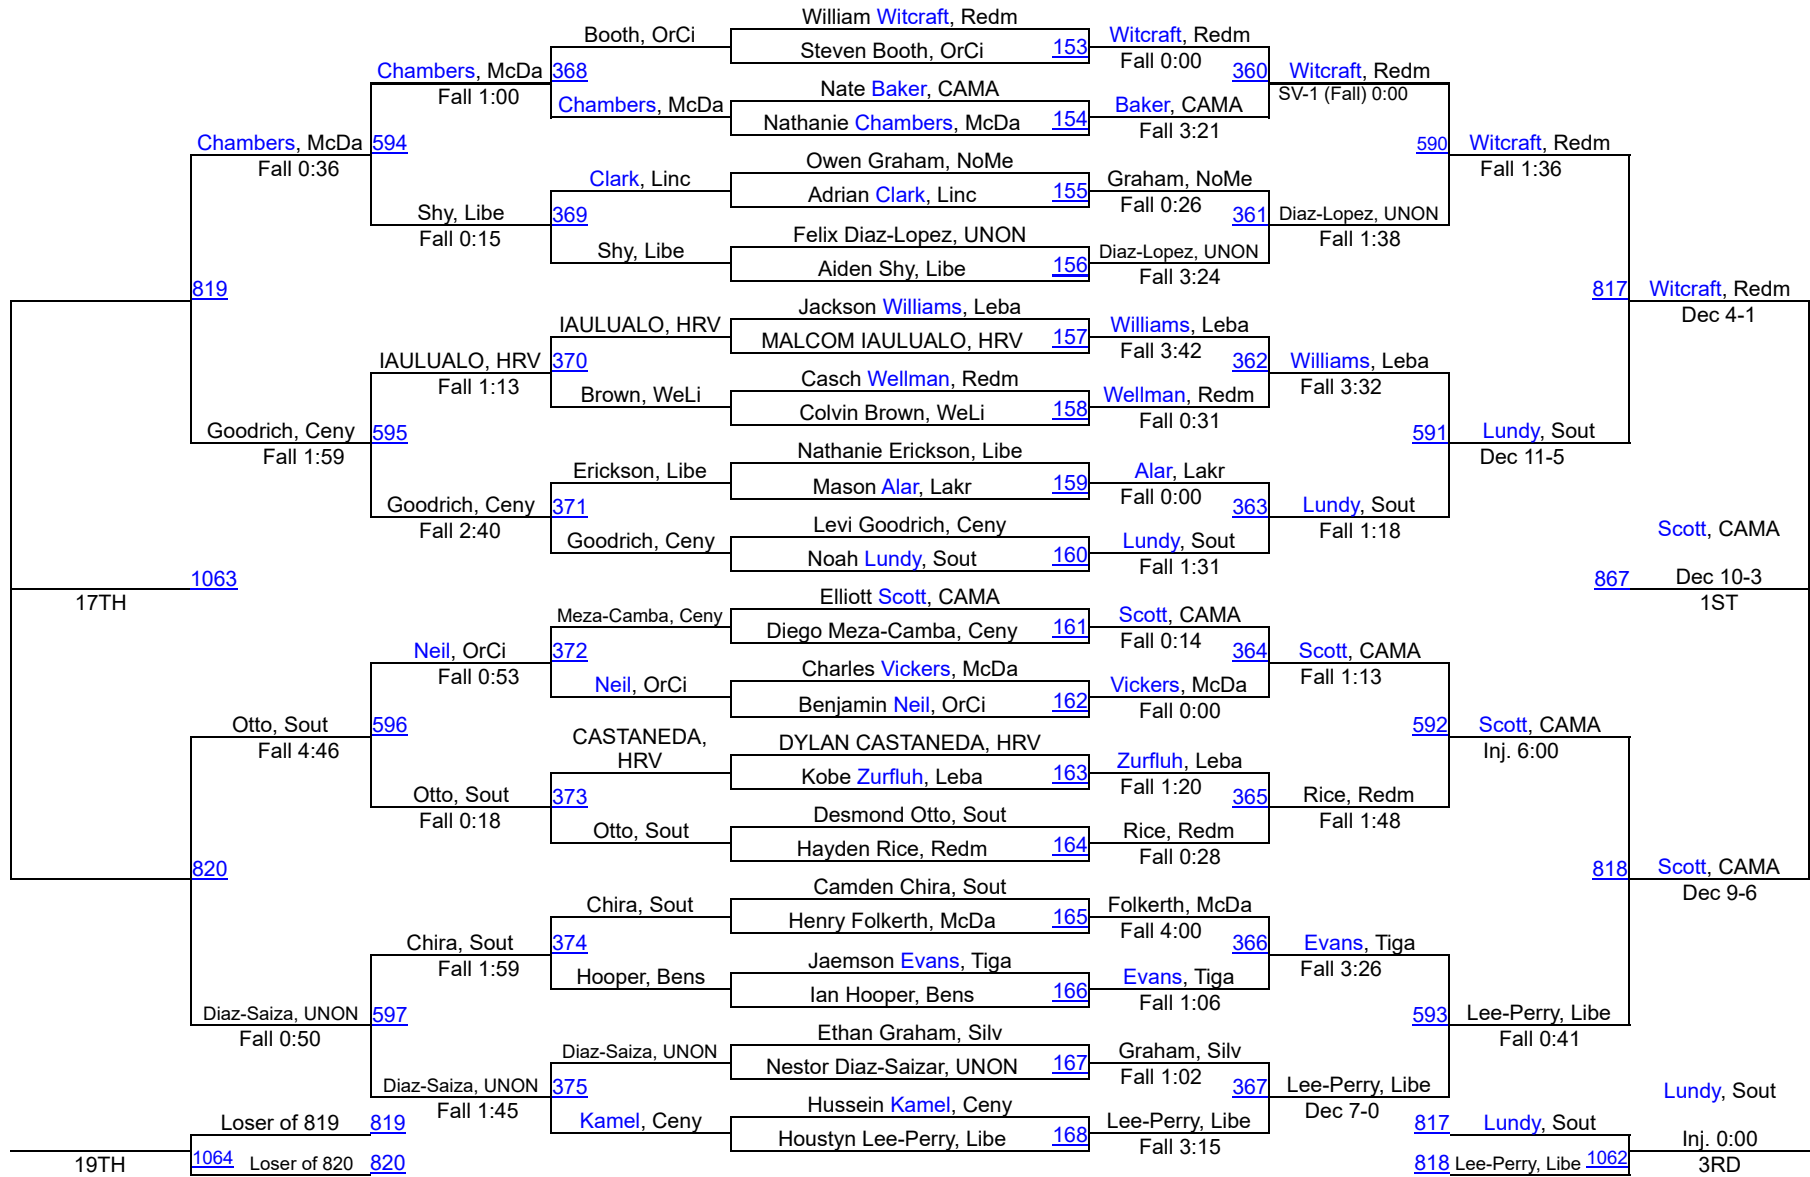 William Witcraft, Redm
Booth, OrCi
Steven Booth, OrCi 153
Witcraft, Redm
Fall 0:00
Chambers, McDa 368
Fall 1:00
360 Witcraft, Redm
SV-1 (Fall) 0:00
Nate Baker, CAMA
Chambers, McDa
Nathanie Chambers, McDa 154
Baker, CAMA
Fall 3:21
Chambers, McDa 594
Fall 0:36
590 Witcraft, Redm
Fall 1:36
Owen Graham, NoMe
Clark, Linc
Adrian Clark, Linc 155
Graham, NoMe
Fall 0:26
Shy, Libe 369
Fall 0:15
361 Diaz-Lopez, UNON
Fall 1:38
Felix Diaz-Lopez, UNON
Shy, Libe
Aiden Shy, Libe 156
Diaz-Lopez, UNON
Fall 3:24
819
817 Witcraft, Redm
Dec 4-1
Jackson Williams, Leba
IAULUALO, HRV
MALCOM IAULUALO, HRV 157
Williams, Leba
Fall 3:42
IAULUALO, HRV 370
Fall 1:13
362 Williams, Leba
Fall 3:32
Casch Wellman, Redm
Brown, WeLi
Colvin Brown, WeLi 158
Wellman, Redm
Fall 0:31
Goodrich, Ceny 595
Fall 1:59
591 Lundy, Sout
Dec 11-5
Nathanie Erickson, Libe
Erickson, Libe
Mason Alar, Lakr 159
Alar, Lakr
Fall 0:00
Goodrich, Ceny 371
Fall 2:40
363 Lundy, Sout
Fall 1:18
Levi Goodrich, Ceny
Goodrich, Ceny
Noah Lundy, Sout 160
Lundy, Sout
Fall 1:31
Scott, CAMA
1063
17TH
867 Dec 10-3
1ST
Elliott Scott, CAMA
Meza-Camba, Ceny
Diego Meza-Camba, Ceny 161
Scott, CAMA
Fall 0:14
Neil, OrCi 372
Fall 0:53
364 Scott, CAMA
Fall 1:13
Charles Vickers, McDa
Neil, OrCi
Benjamin Neil, OrCi 162
Vickers, McDa
Fall 0:00
Otto, Sout 596
Fall 4:46
592 Scott, CAMA
Inj. 6:00
DYLAN CASTANEDA, HRV
CASTANEDA,
HRV
Kobe Zurfluh, Leba 163
Zurfluh, Leba
Fall 1:20
Otto, Sout 373
Fall 0:18
365 Rice, Redm
Fall 1:48
Desmond Otto, Sout
Otto, Sout
Hayden Rice, Redm 164
Rice, Redm
Fall 0:28
820
818 Scott, CAMA
Dec 9-6
Camden Chira, Sout
Chira, Sout
Henry Folkerth, McDa 165
Folkerth, McDa
Fall 4:00
Chira, Sout 374
Fall 1:59
366 Evans, Tiga
Fall 3:26
Jaemson Evans, Tiga
Hooper, Bens
Ian Hooper, Bens 166
Evans, Tiga
Fall 1:06
Diaz-Saiza, UNON 597
Fall 0:50
593 Lee-Perry, Libe
Fall 0:41
Ethan Graham, Silv
Diaz-Saiza, UNON
Nestor Diaz-Saizar, UNON 167
Graham, Silv
Fall 1:02
Diaz-Saiza, UNON 375
Fall 1:45
367 Lee-Perry, Libe
Dec 7-0
Hussein Kamel, Ceny
Kamel, Ceny
Houstyn Lee-Perry, Libe 168
Lee-Perry, Libe
Fall 3:15
Lundy, Sout
Loser of 819 819
817 Lundy, Sout
19TH
1064 Loser of 820 820
818 Lee-Perry, Libe 1062
Inj. 0:00
3RD